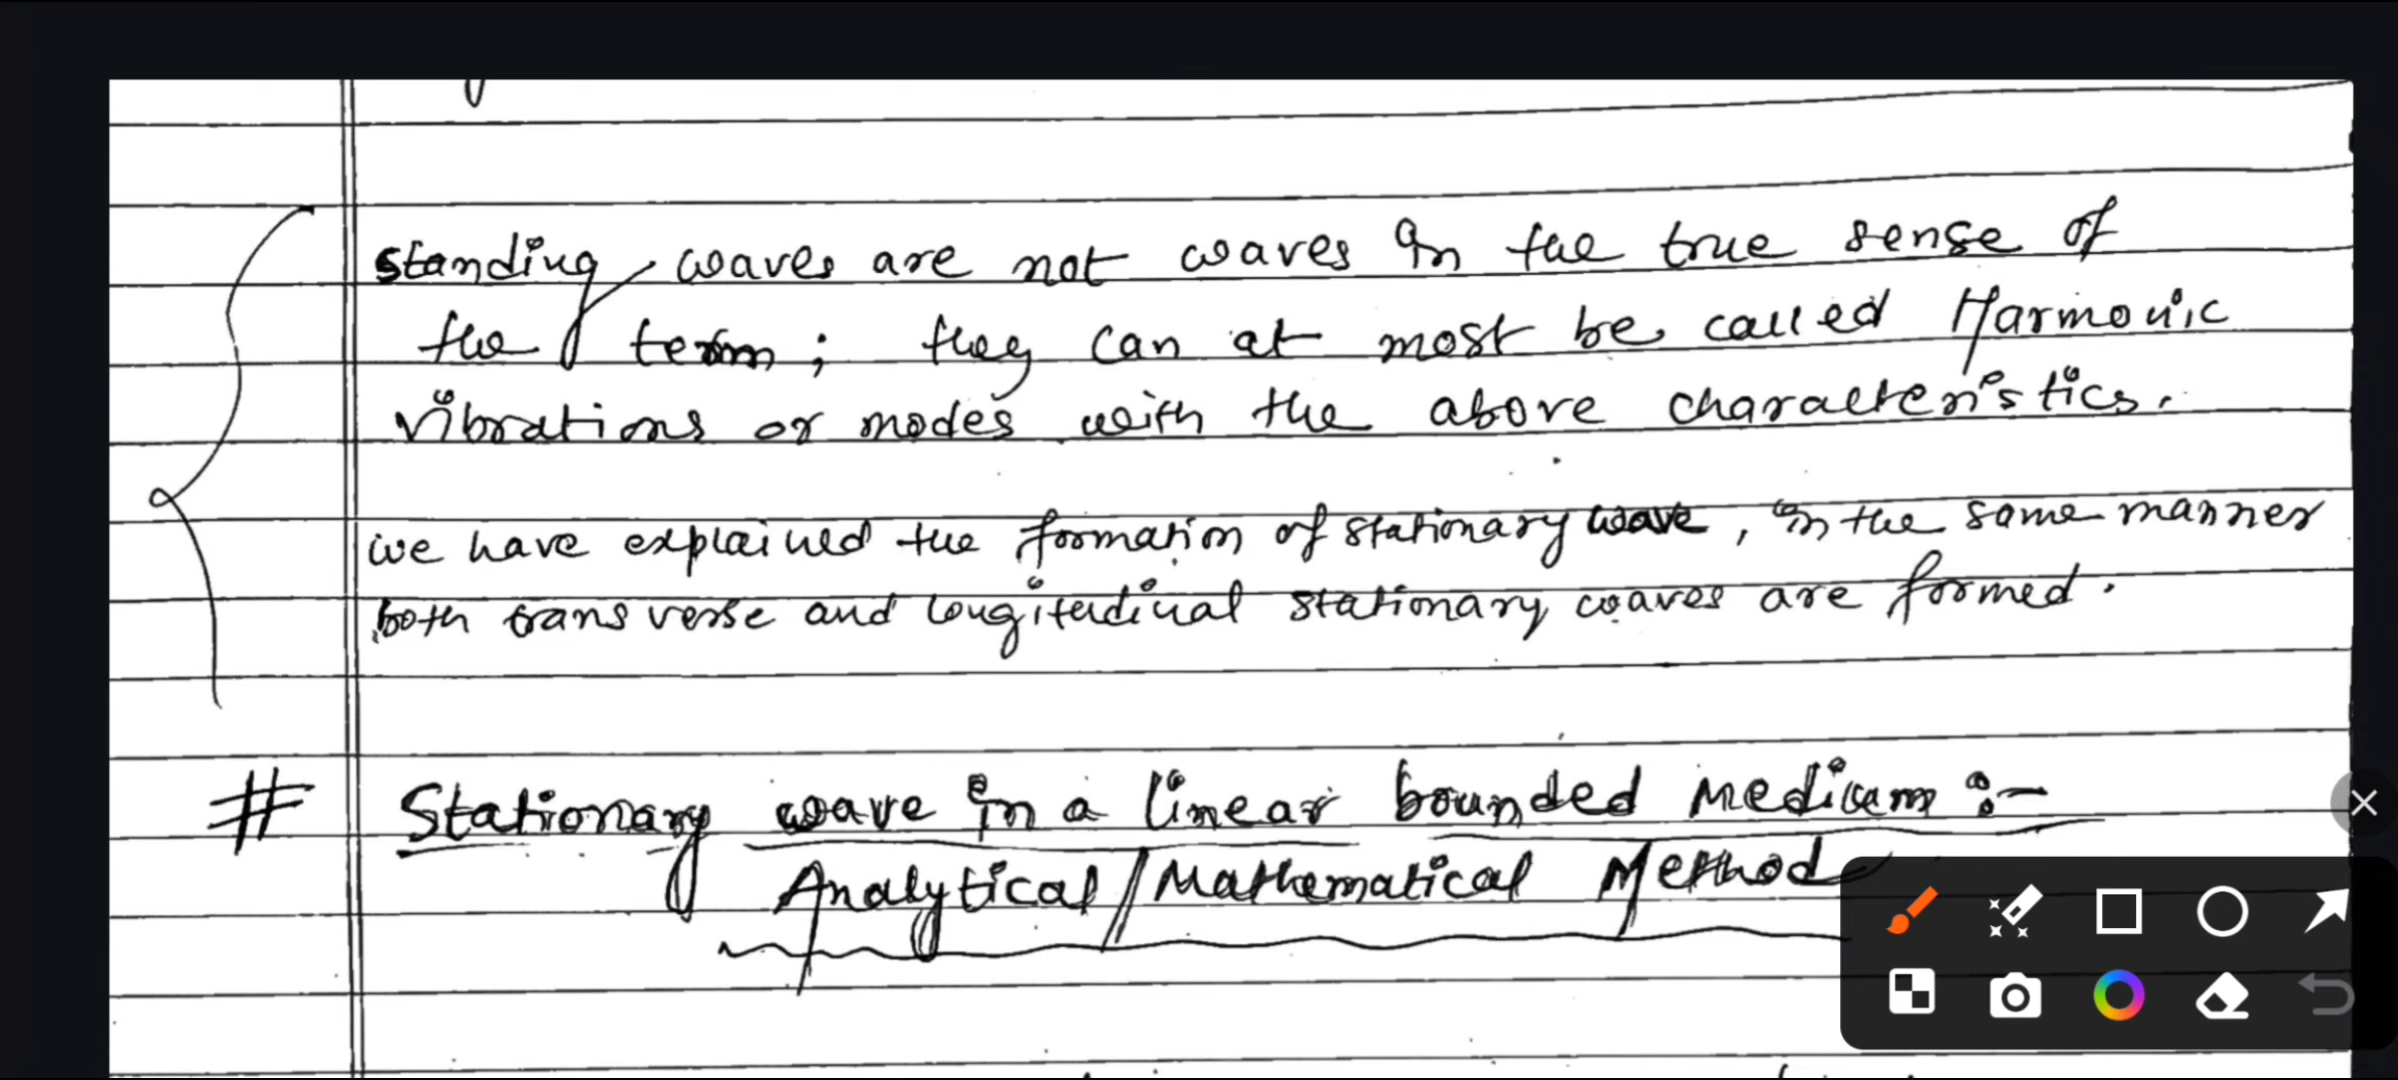 standing waves are not waves in the true sense of
the term; they can at most be called Harmonic
vibrations or modes with the above characteristics.
we have explained the formation of stationary wave, in the same manner
both transverse and longitudinal stationary waves are formed.
# Stationary wave in a linear bounded medium :-
Analytical/Mathematical Method